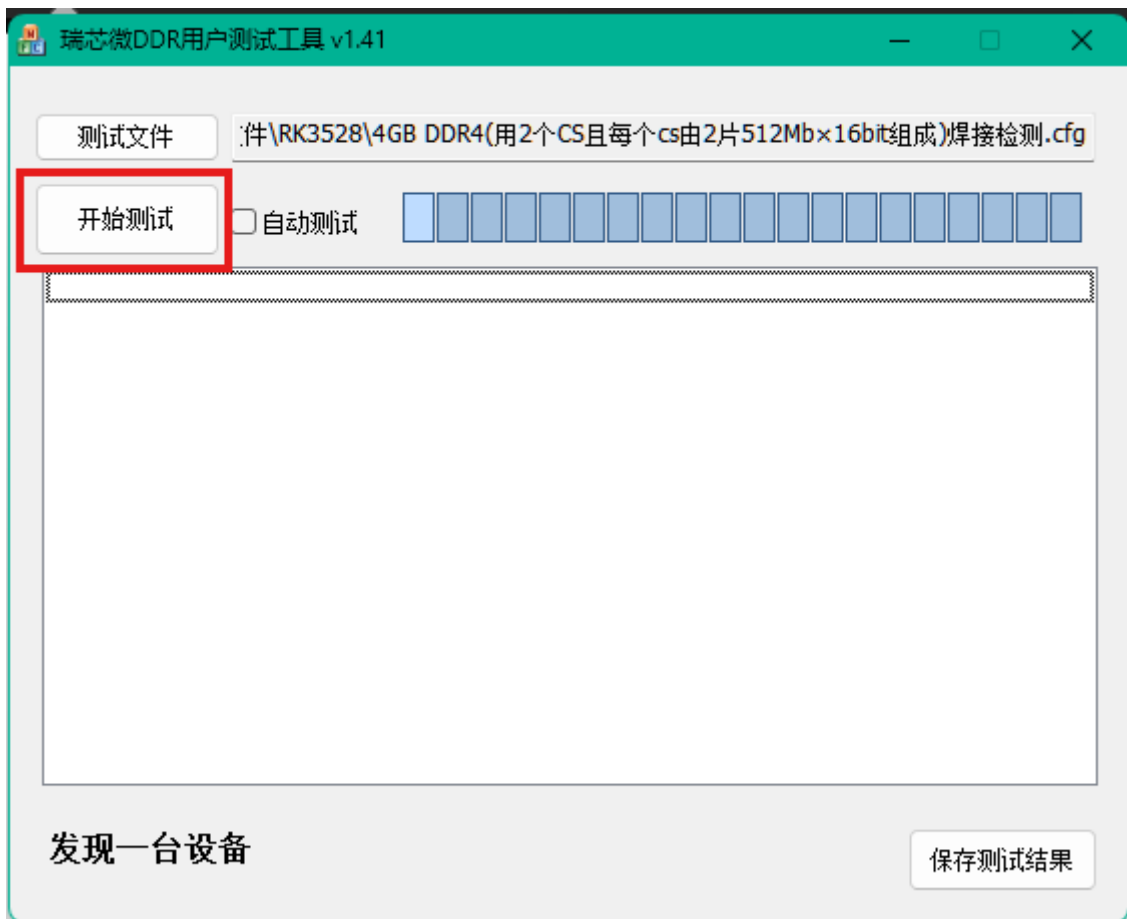 瑞芯微DDR用户测试工具 v1.41
测试文件
件\RK3528\4GB DDR4(用2个CS且每个cs由2片512Mb×16bit组成)焊接检测.cfg
开始测试
自动测试
发现一台设备
保存测试结果